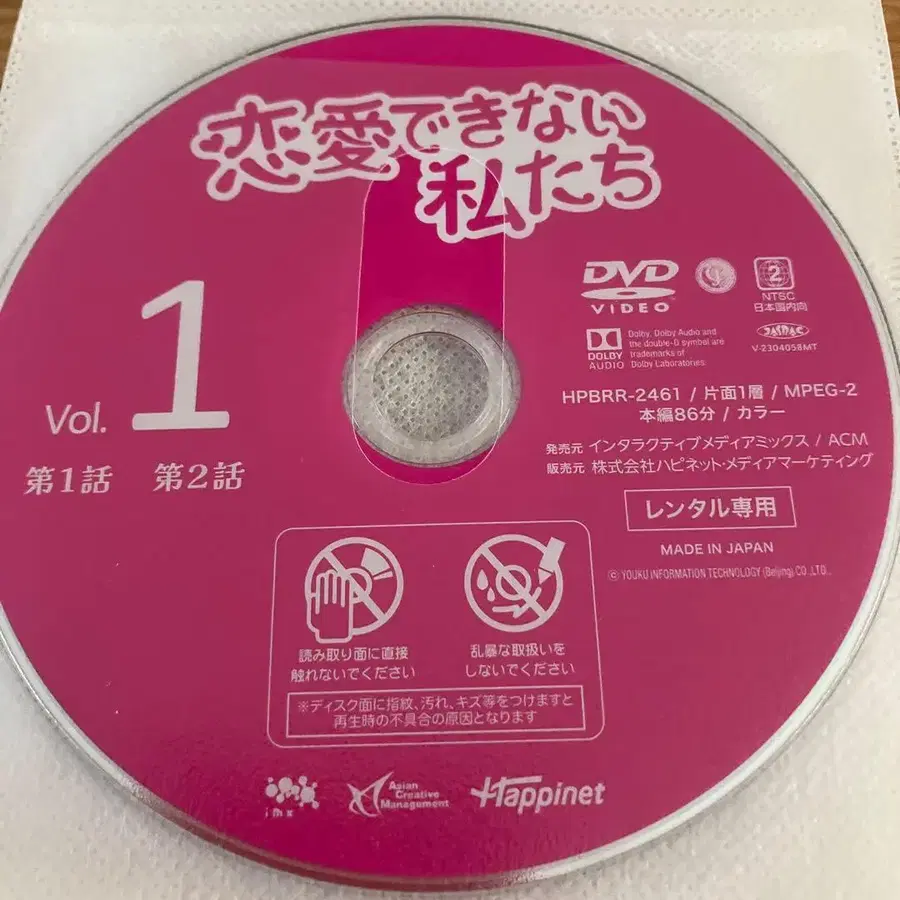 恋愛できない
私たち
DVD
VIDEO
2
NTSC
日本国内向
DOLBY
AUDIO
Dolby, Dolby Audio and
the double-D symbol are
trademarks of
Dolby Laboratories.
V-2304058MT
Vol. 1
第1話 第2話
HPBRR-2461 / 片面1層 / MPEG-2
本編86分 / カラー
発売元 インタラクティブメディアミックス / ACM
販売元 株式会社ハピネット・メディアマーケティング
レンタル専用
MADE IN JAPAN
© YOUKU INFORMATION TECHNOLOGY (Beijing) CO.,LTD.
読み取り面に直接
触れないでください
乱暴な取扱いを
しないでください
※ディスク面に指紋、汚れ、キズ等をつけますと
再生時の不具合の原因となります
imx
Asian
Creative
Management
Happinet